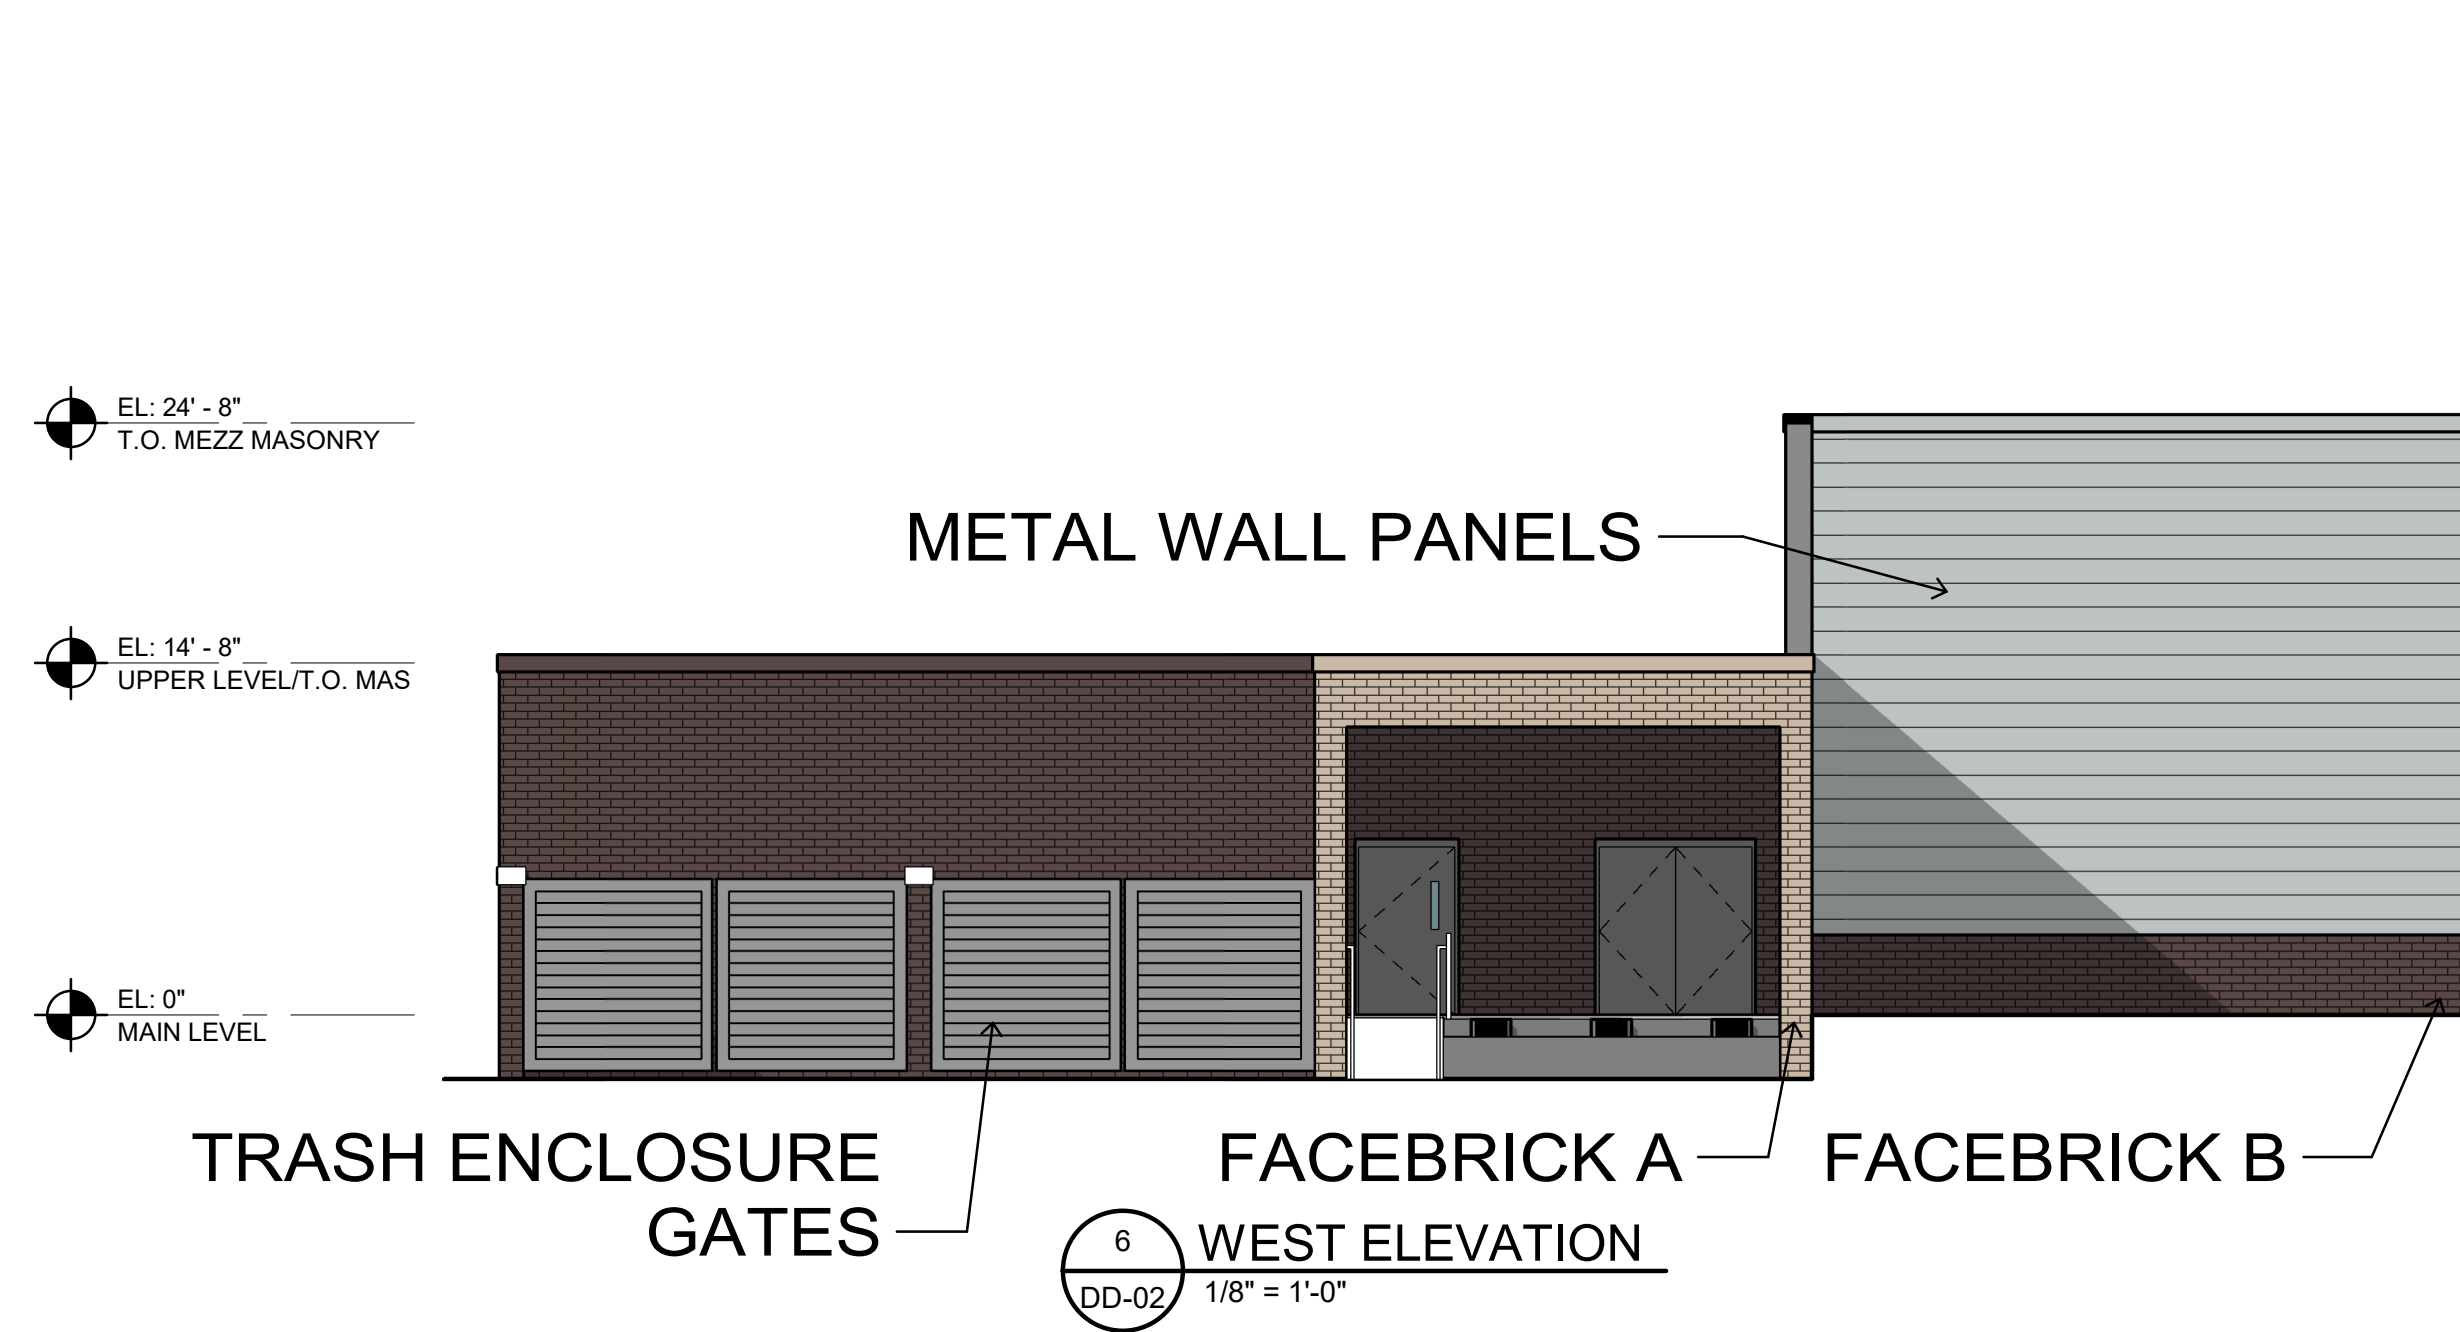 EL: 24' - 8"
T.O. MEZZ MASONRY
METAL WALL PANELS
EL: 14' - 8"
UPPER LEVEL/T.O. MAS
EL: 0"
MAIN LEVEL
TRASH ENCLOSURE
GATES
FACEBRICK A
FACEBRICK B
6
DD-02
WEST ELEVATION
1/8" = 1'-0"